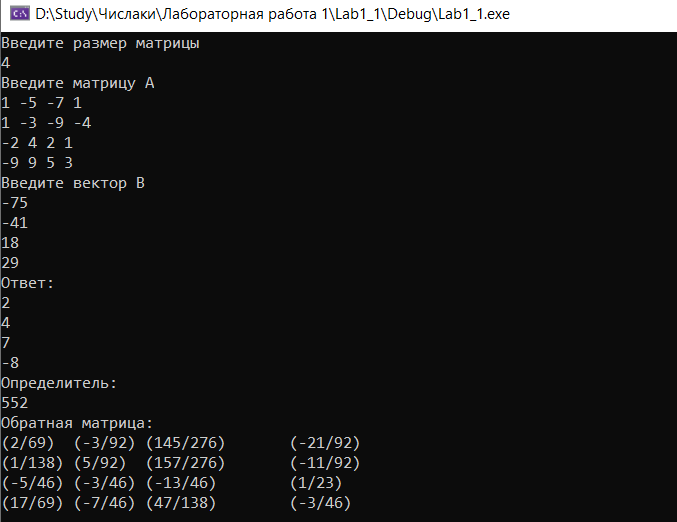 D:\Study\Числаки\Лабораторная работа 1\Lab1_1\Debug\Lab1_1.exe
Введите размер матрицы
4
Введите матрицу А
1 -5 -7 1
1 -3 -9 -4
-2 4 2 1
-9 9 5 3
Введите вектор В
-75
-41
18
29
Ответ:
2
4
7
-8
Определитель:
552
Обратная матрица:
(2/69) (-3/92) (145/276) (-21/92)
(1/138) (5/92) (157/276) (-11/92)
(-5/46) (-3/46) (-13/46) (1/23)
(17/69) (-7/46) (47/138) (-3/46)